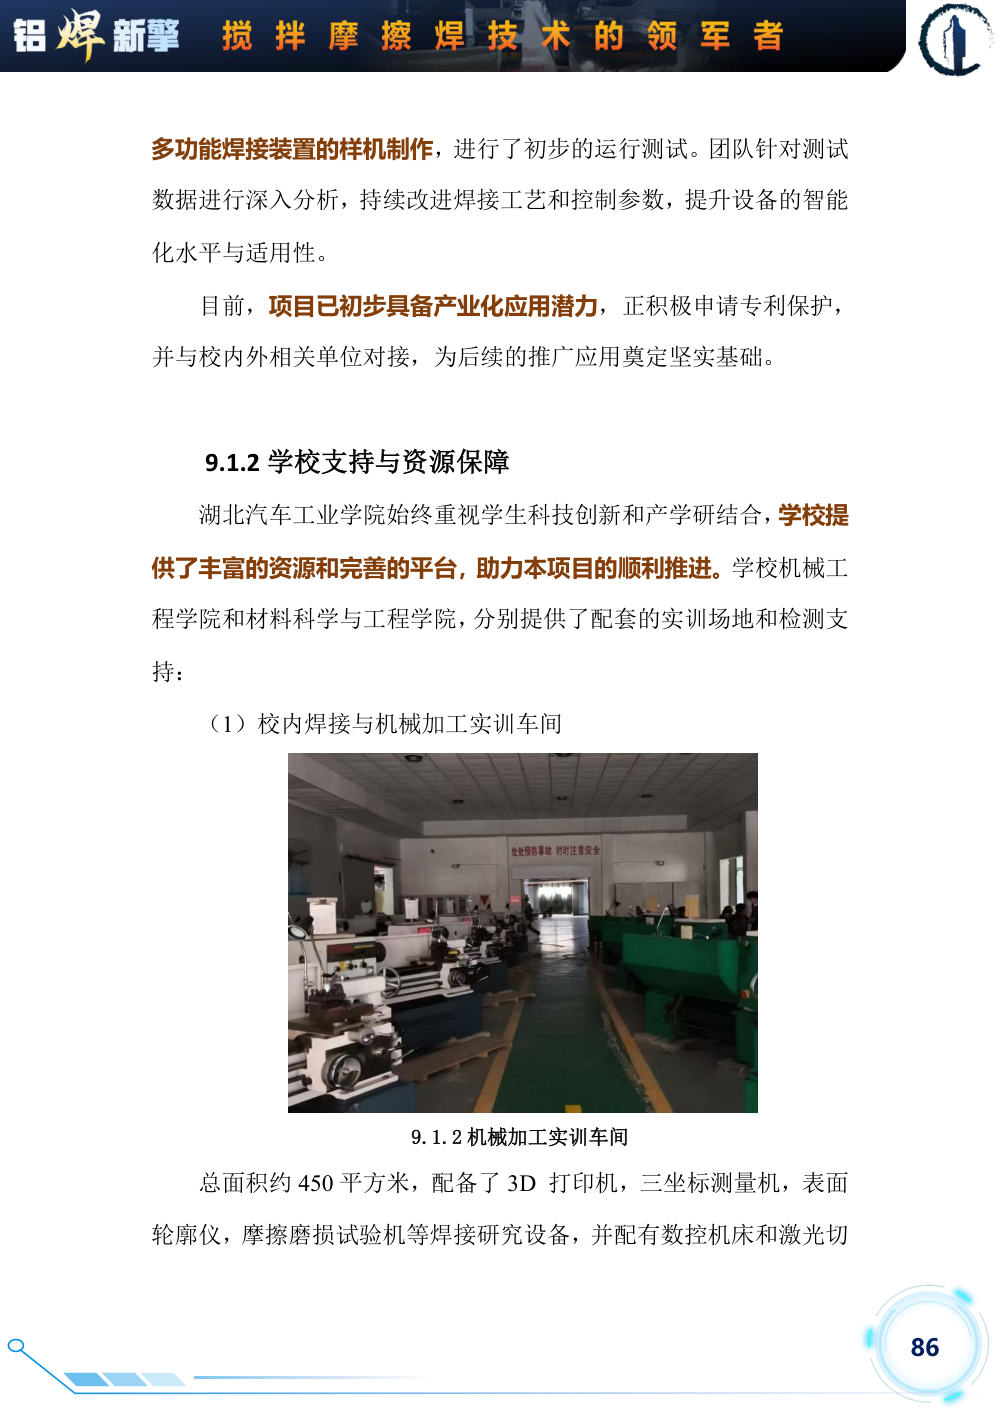 铝焊新擎 搅拌摩擦焊技术的领军者
多功能焊接装置的样机制作，进行了初步的运行测试。团队针对测试
数据进行深入分析，持续改进焊接工艺和控制参数，提升设备的智能
化水平与适用性。
目前，项目已初步具备产业化应用潜力，正积极申请专利保护，
并与校内外相关单位对接，为后续的推广应用奠定坚实基础。
9.1.2 学校支持与资源保障
湖北汽车工业学院始终重视学生科技创新和产学研结合，学校提
供了丰富的资源和完善的平台，助力本项目的顺利推进。学校机械工
程学院和材料科学与工程学院，分别提供了配套的实训场地和检测支
持：
（1）校内焊接与机械加工实训车间
处处预防事故 时时注意安全
9.1.2 机械加工实训车间
总面积约 450 平方米，配备了 3D 打印机，三坐标测量机，表面
轮廓仪，摩擦磨损试验机等焊接研究设备，并配有数控机床和激光切
86